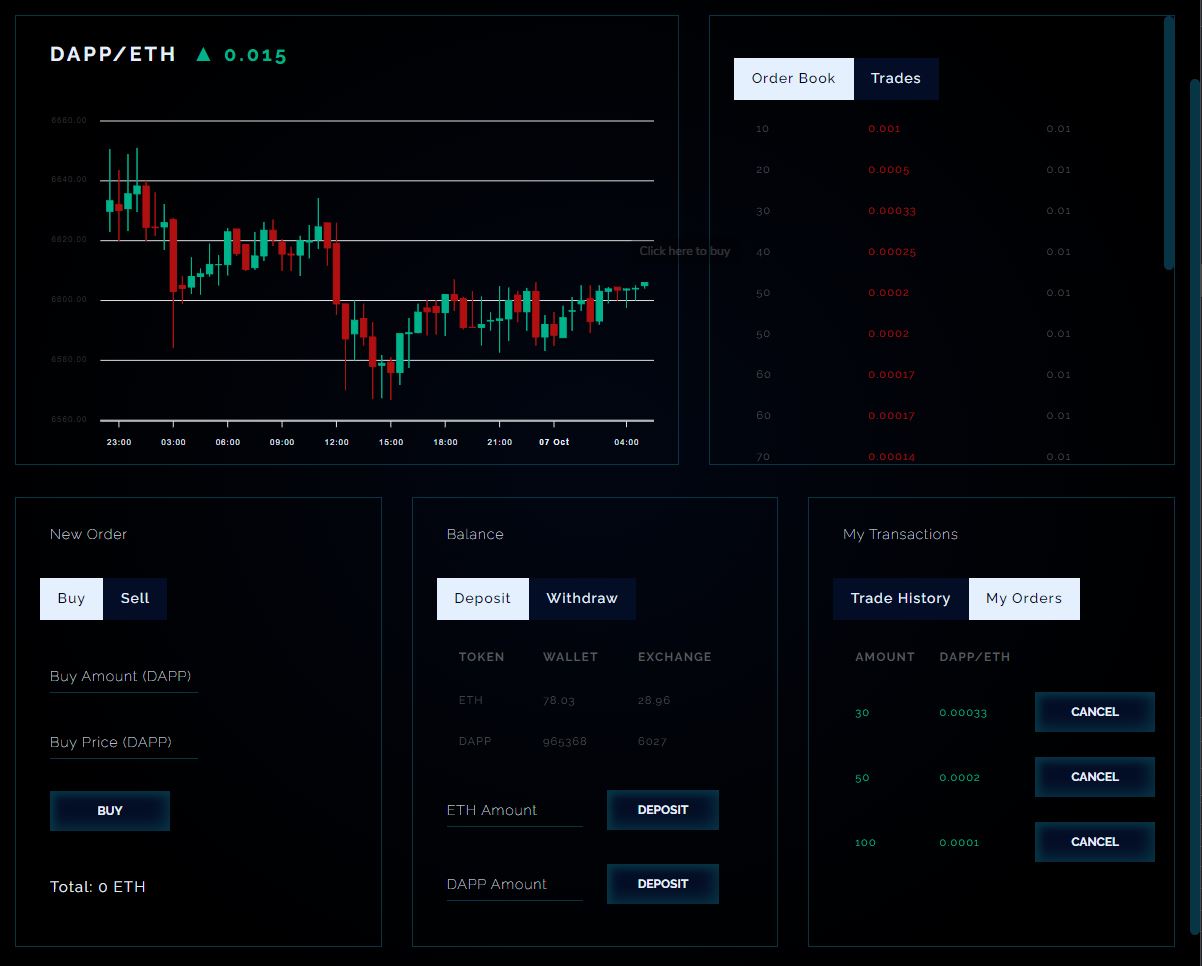 DAPP/ETH ▲ 0.015
6660.00
6640.00
6620.00
6600.00
6580.00
6560.00
23:00 03:00 06:00 09:00 12:00 15:00 18:00 21:00 07 Oct 04:00
Order Book Trades
10 0.001 0.01
20 0.0005 0.01
30 0.00033 0.01
Click here to buy
40 0.00025 0.01
50 0.0002 0.01
50 0.0002 0.01
60 0.00017 0.01
60 0.00017 0.01
70 0.00014 0.01
New Order
Buy Sell
Buy Amount (DAPP)
Buy Price (DAPP)
BUY
Total: 0 ETH
Balance
Deposit Withdraw
TOKEN WALLET EXCHANGE
ETH 78.03 28.96
DAPP 965368 6027
ETH Amount DEPOSIT
DAPP Amount DEPOSIT
My Transactions
Trade History My Orders
AMOUNT DAPP/ETH
30 0.00033 CANCEL
50 0.0002 CANCEL
100 0.0001 CANCEL